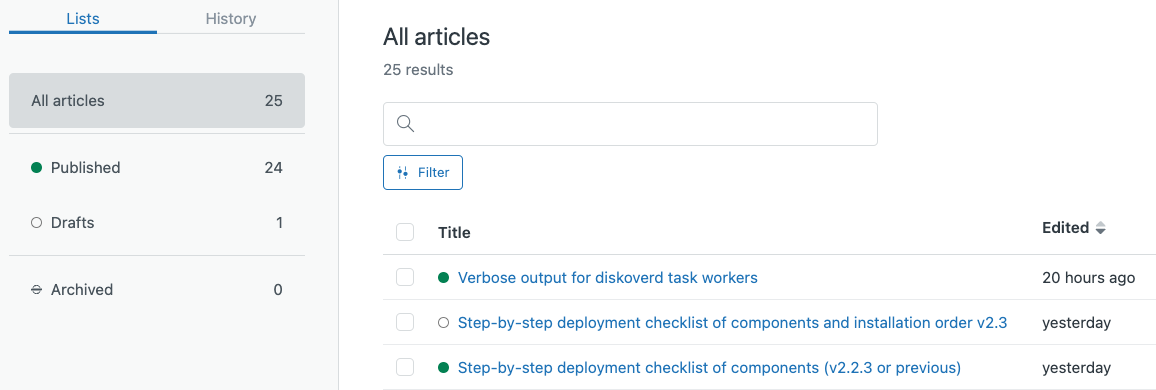 Lists
History
All articles 25
Published 24
Drafts 1
Archived 0
All articles
25 results
Filter
Title Edited
Verbose output for diskoverd task workers 20 hours ago
Step-by-step deployment checklist of components and installation order v2.3 yesterday
Step-by-step deployment checklist of components (v2.2.3 or previous) yesterday